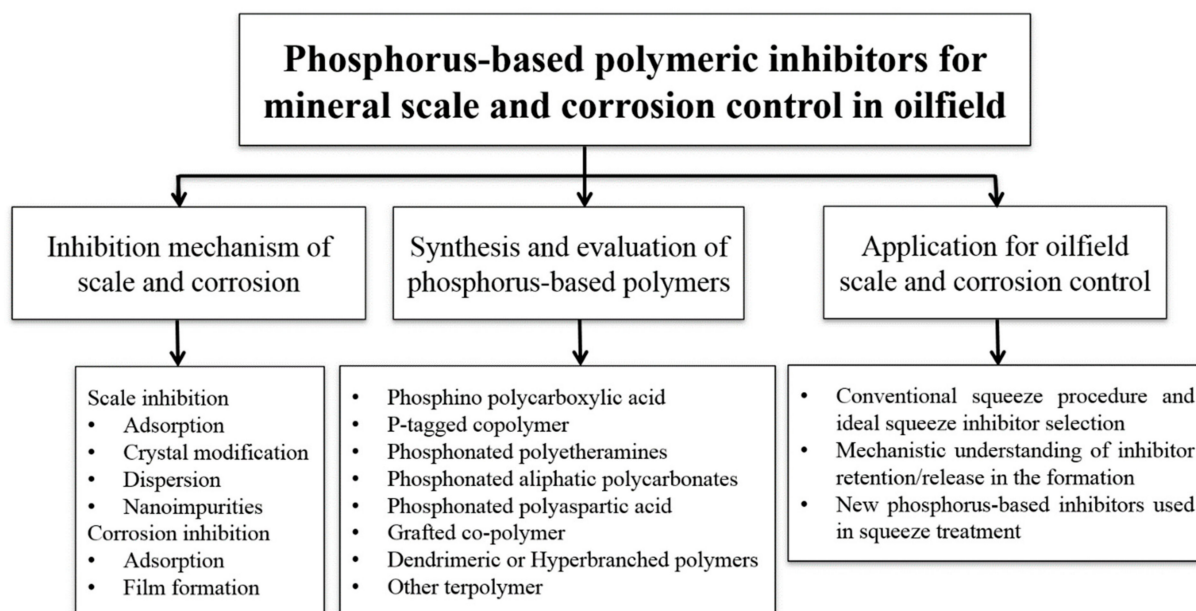 Phosphorus-based polymeric inhibitors for
mineral scale and corrosion control in oilfield
Inhibition mechanism of
scale and corrosion
Synthesis and evaluation of
phosphorus-based polymers
Application for oilfield
scale and corrosion control
Scale inhibition
• Adsorption
• Crystal modification
• Dispersion
• Nanoimpurities
Corrosion inhibition
• Adsorption
• Film formation
• Phosphino polycarboxylic acid
• P-tagged copolymer
• Phosphonated polyetheramines
• Phosphonated aliphatic polycarbonates
• Phosphonated polyaspartic acid
• Grafted co-polymer
• Dendrimeric or Hyperbranched polymers
• Other terpolymer
• Conventional squeeze procedure and
ideal squeeze inhibitor selection
• Mechanistic understanding of inhibitor
retention/release in the formation
• New phosphorus-based inhibitors used
in squeeze treatment